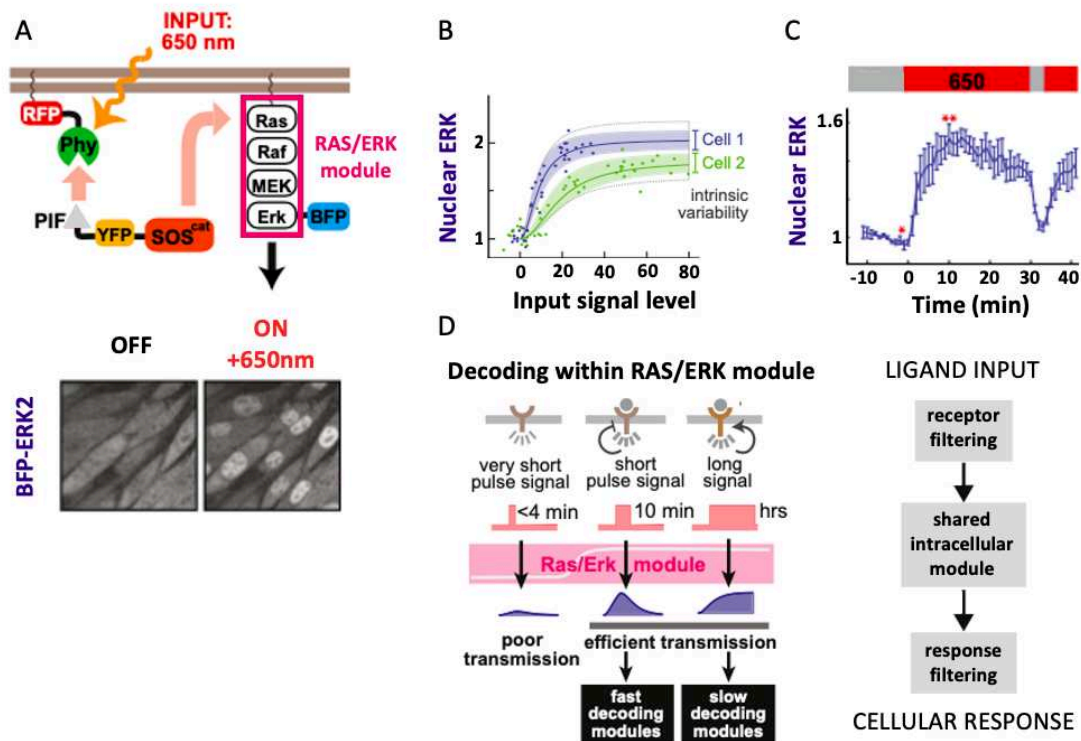 A
INPUT:
650 nm
RFP
Phy
PIF
YFP
SOS cat
Ras
Raf
MEK
Erk
BFP
RAS/ERK
module
OFF
ON
+650nm
BFP-ERK2
B
Nuclear ERK
2
1
Cell 1
Cell 2
intrinsic
variability
0 20 40 60 80
Input signal level
C
650
Nuclear ERK
1.6
1
**
*
-10 0 10 20 30 40
Time (min)
D
Decoding within RAS/ERK module
very short
pulse signal
short
pulse signal
long
signal
<4 min
10 min
hrs
Ras/Erk module
poor
transmission
efficient transmission
fast
decoding
modules
slow
decoding
modules
LIGAND INPUT
receptor
filtering
shared
intracellular
module
response
filtering
CELLULAR RESPONSE